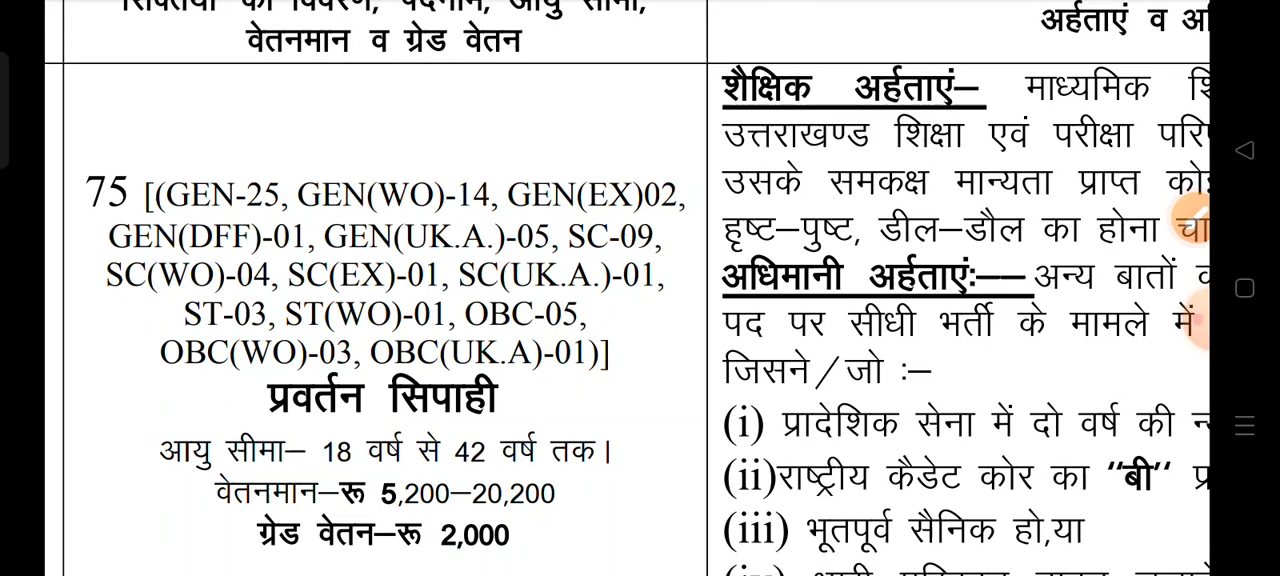 वेतनमान व ग्रेड वेतन
75 [(GEN-25, GEN(WO)-14, GEN(EX)02,
GEN(DFF)-01, GEN(UK.A.)-05, SC-09,
SC(WO)-04, SC(EX)-01, SC(UK.A.)-01,
ST-03, ST(WO)-01, OBC-05,
OBC(WO)-03, OBC(UK.A)-01)]
प्रवर्तन सिपाही
आयु सीमा– 18 वर्ष से 42 वर्ष तक।
वेतनमान–रू 5,200–20,200
ग्रेड वेतन–रू 2,000
अर्हताएं व
शैक्षिक अर्हताएं– माध्यमिक
उत्तराखण्ड शिक्षा एवं परीक्षा
उसके समकक्ष मान्यता प्राप्त
हृष्ट–पुष्ट, डील–डौल का होना
अधिमानी अर्हताएंः–– अन्य बातों
पद पर सीधी भर्ती के मामले में
जिसने/जो :–
(i) प्रादेशिक सेना में दो वर्ष की
(ii)राष्ट्रीय कैडेट कोर का "बी"
(iii) भूतपूर्व सैनिक हो,या